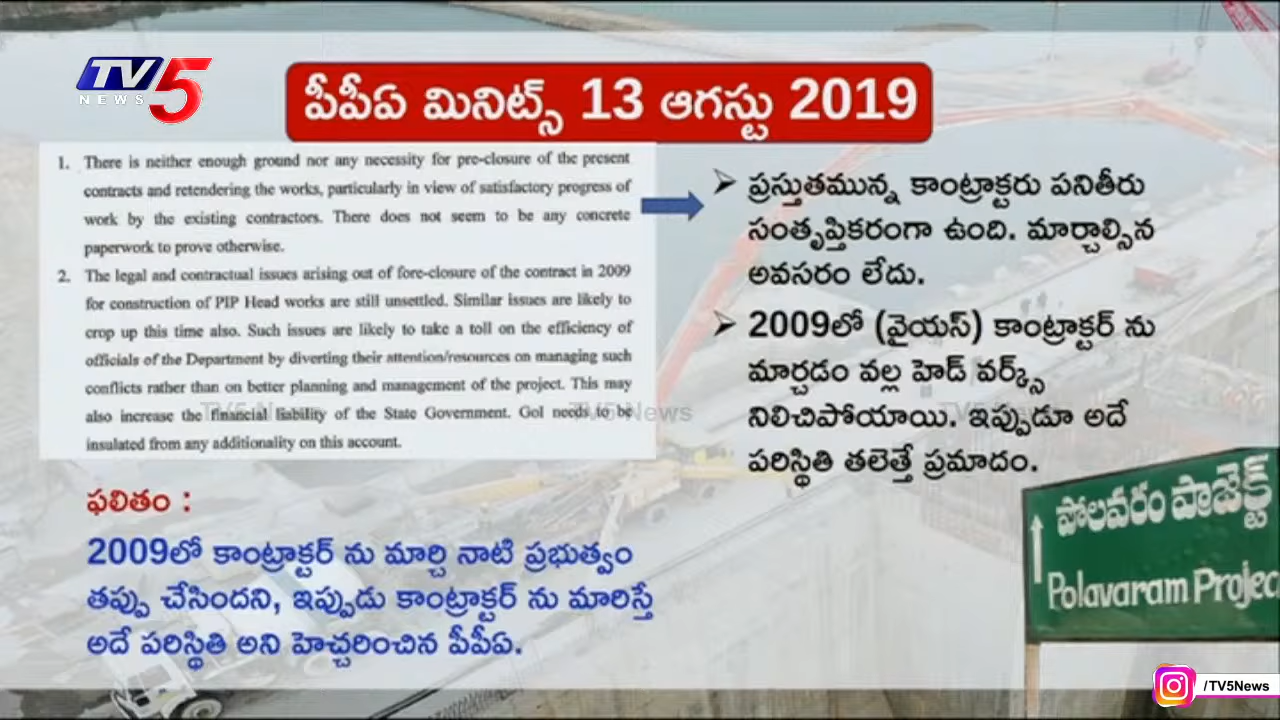 TV5
NEWS
పీపీఏ మినిట్స్ 13 ఆగస్టు 2019
1. There is neither enough ground nor any necessity for pre-closure of the present
contracts and retendering the works, particularly in view of satisfactory progress of
work by the existing contractors. There does not seem to be any concrete
paperwork to prove otherwise.
2. The legal and contractual issues arising out of fore-closure of the contract in 2009
for construction of PIP Head works are still unsettled. Similar issues are likely to
crop up this time also. Such issues are likely to take a toll on the efficiency of
officials of the Department by diverting their attention/resources on managing such
conflicts rather than on better planning and management of the project. This may
also increase the financial liability of the State Government. GoI needs to be
insulated from any additionality on this account.
➢ ప్రస్తుతమున్న కాంట్రాక్టరు పనితీరు
సంతృప్తికరంగా ఉంది. మార్చాల్సిన
అవసరం లేదు.
➢ 2009లో (వైయస్) కాంట్రాక్టర్ ను
మార్చడం వల్ల హెడ్ వర్క్స్
నిలిచిపోయాయి. ఇప్పుడూ అదే
పరిస్థితి తలెత్తే ప్రమాదం.
ఫలితం :
2009లో కాంట్రాక్టర్ ను మార్చి నాటి ప్రభుత్వం
తప్పు చేసిందని, ఇప్పుడు కాంట్రాక్టర్ ను మారిస్తే
అదే పరిస్థితి అని హెచ్చరించిన పీపీఏ.
పోలవరం ప్రాజెక్ట్
Polavaram Projec
TV5 News
TV5 News
TV5 News
/TV5News